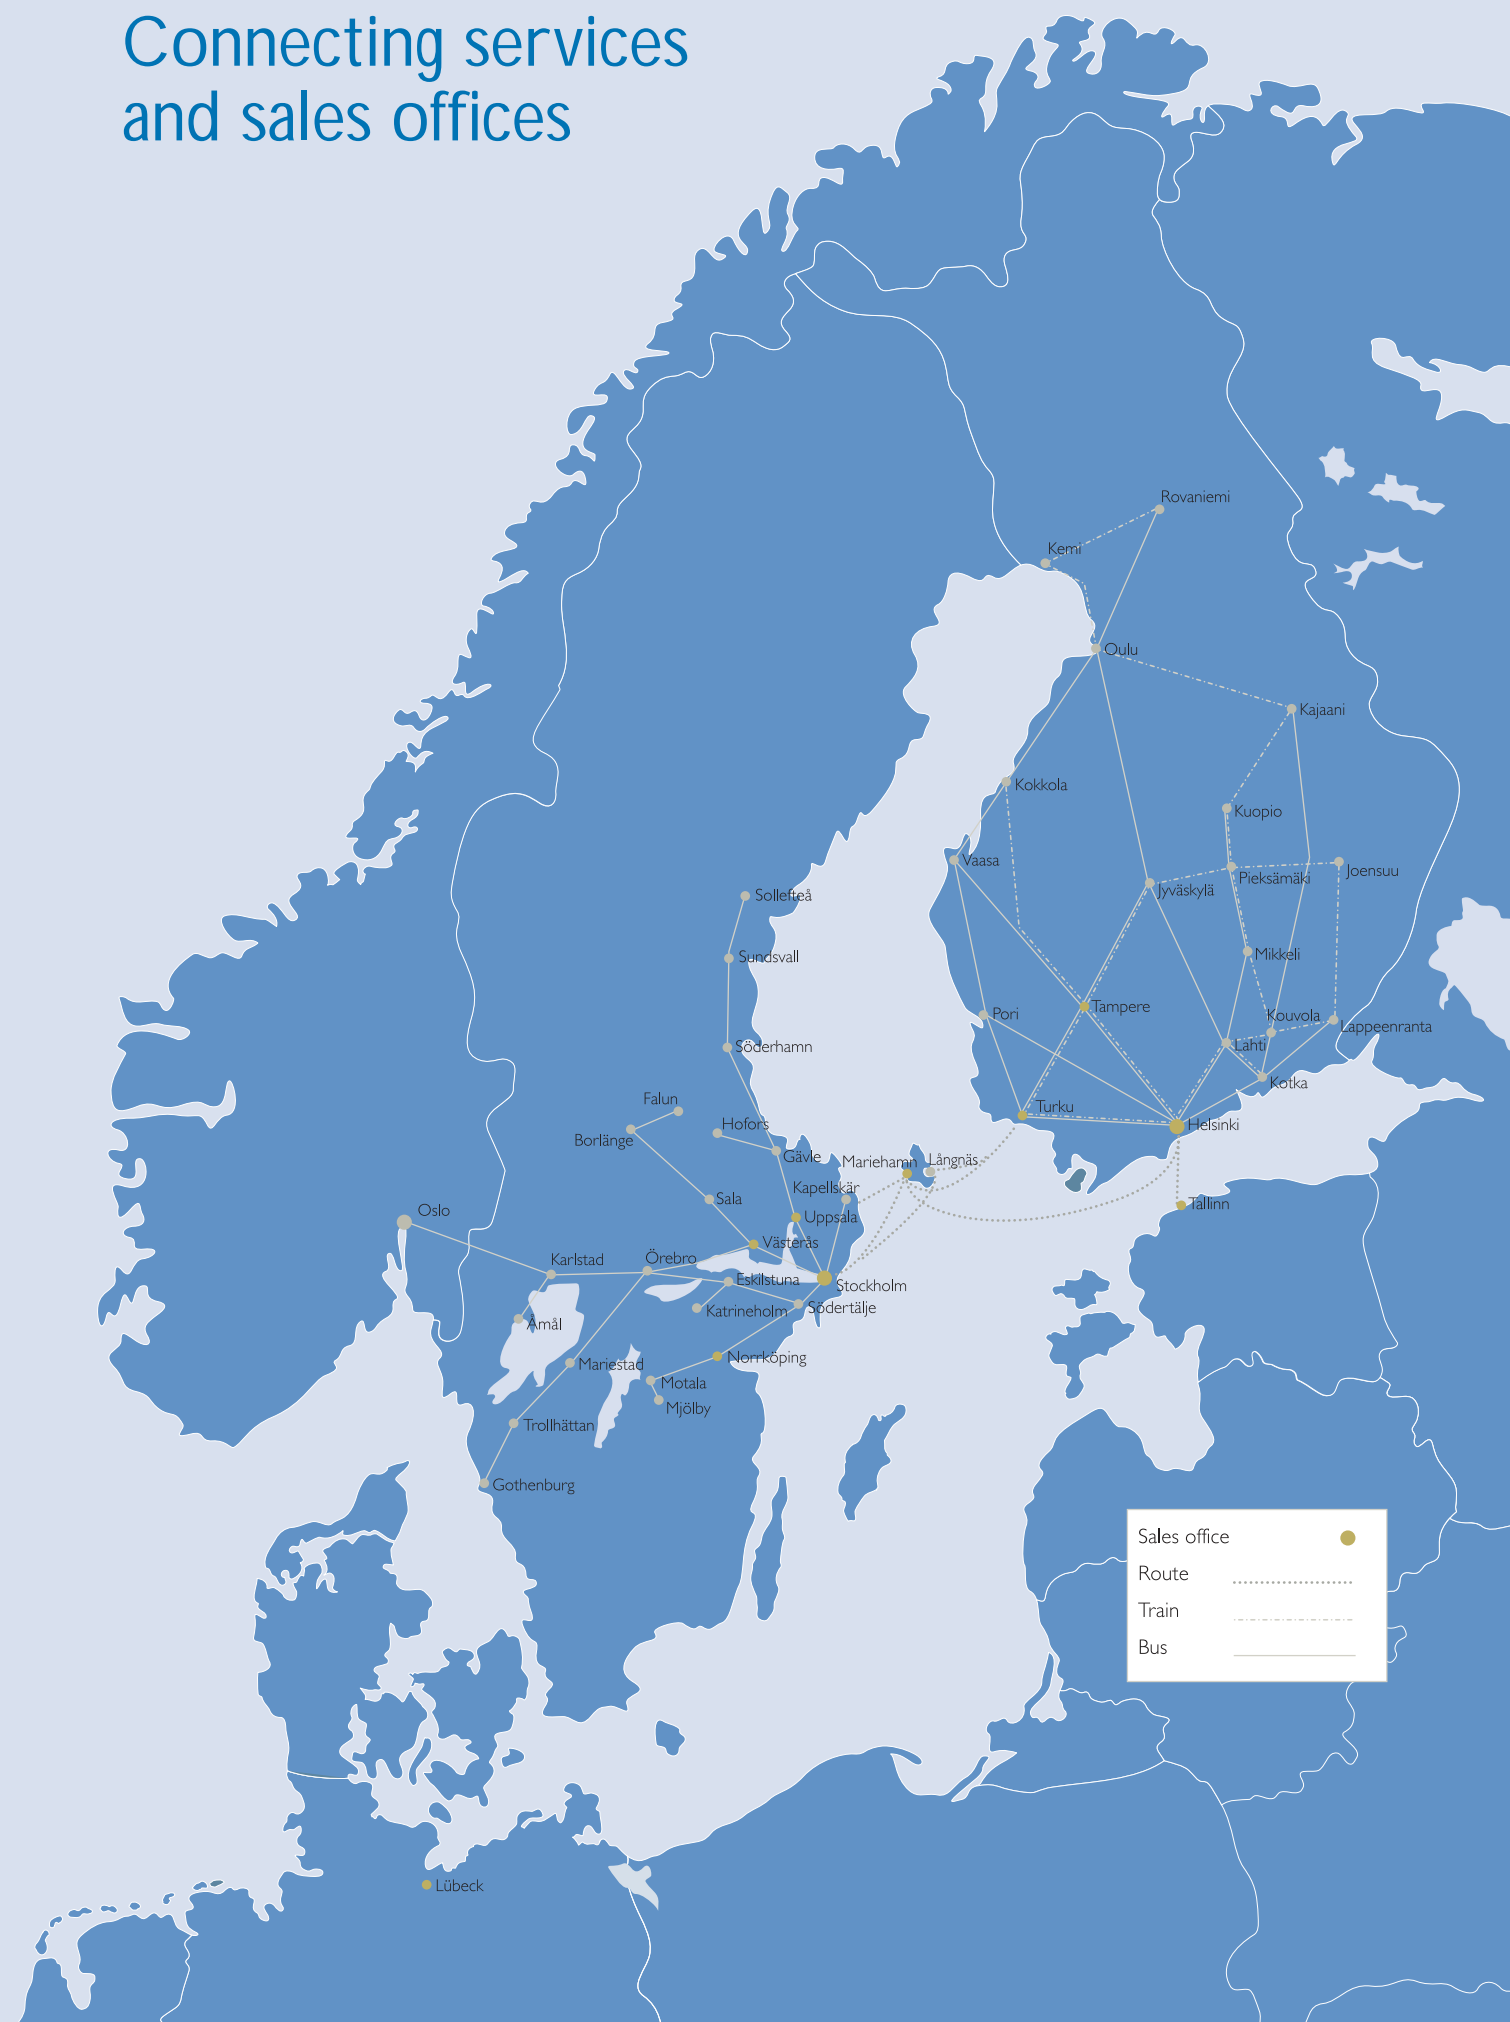 Connecting services
and sales offices
Rovaniemi
Kemi
Oulu
Kajaani
Kokkola
Kuopio
Vaasa
Joensuu
Pieksämäki
Jyväskylä
Sollefteå
Sundsvall
Mikkeli
Tampere
Pori
Kouvola
Lappeenranta
Söderhamn
Lahti
Kotka
Falun
Turku
Hofors
Helsinki
Borlänge
Gävle
Mariehamn
Långnäs
Kapellskär
Sala
Tallinn
Oslo
Uppsala
Västerås
Karlstad
Örebro
Eskilstuna
Stockholm
Katrineholm
Södertälje
Åmål
Mariestad
Norrköping
Motala
Mjölby
Trollhättan
Gothenburg
Sales office
Route
Train
Bus
Lübeck